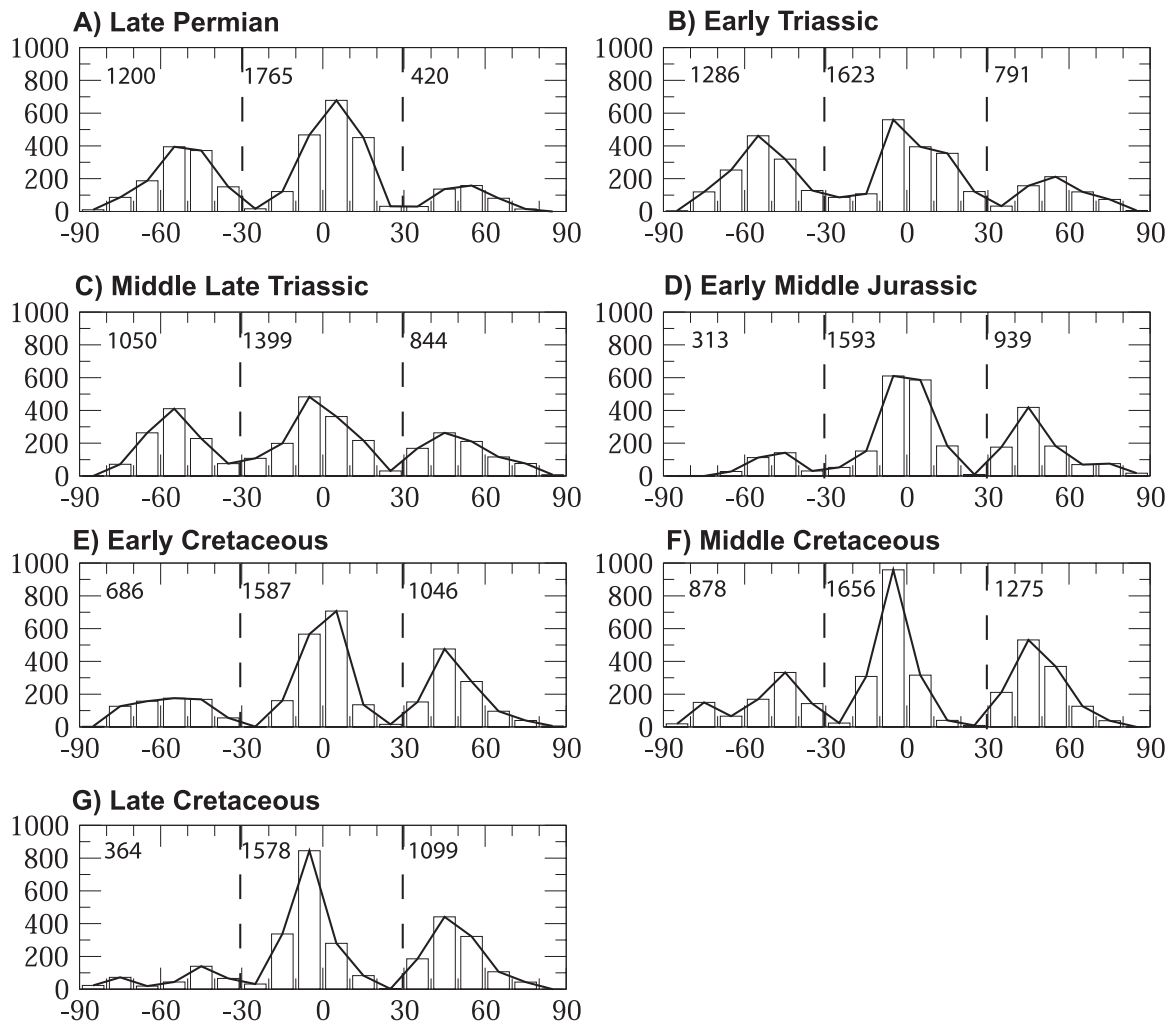 A) Late Permian
1000
800
600
400
200
0
1200 1765 420
-90 -60 -30 0 30 60 90
B) Early Triassic
1000
800
600
400
200
0
1286 1623 791
-90 -60 -30 0 30 60 90
C) Middle Late Triassic
1000
800
600
400
200
0
1050 1399 844
-90 -60 -30 0 30 60 90
D) Early Middle Jurassic
1000
800
600
400
200
0
313 1593 939
-90 -60 -30 0 30 60 90
E) Early Cretaceous
1000
800
600
400
200
0
686 1587 1046
-90 -60 -30 0 30 60 90
F) Middle Cretaceous
1000
800
600
400
200
0
878 1656 1275
-90 -60 -30 0 30 60 90
G) Late Cretaceous
1000
800
600
400
200
0
364 1578 1099
-90 -60 -30 0 30 60 90